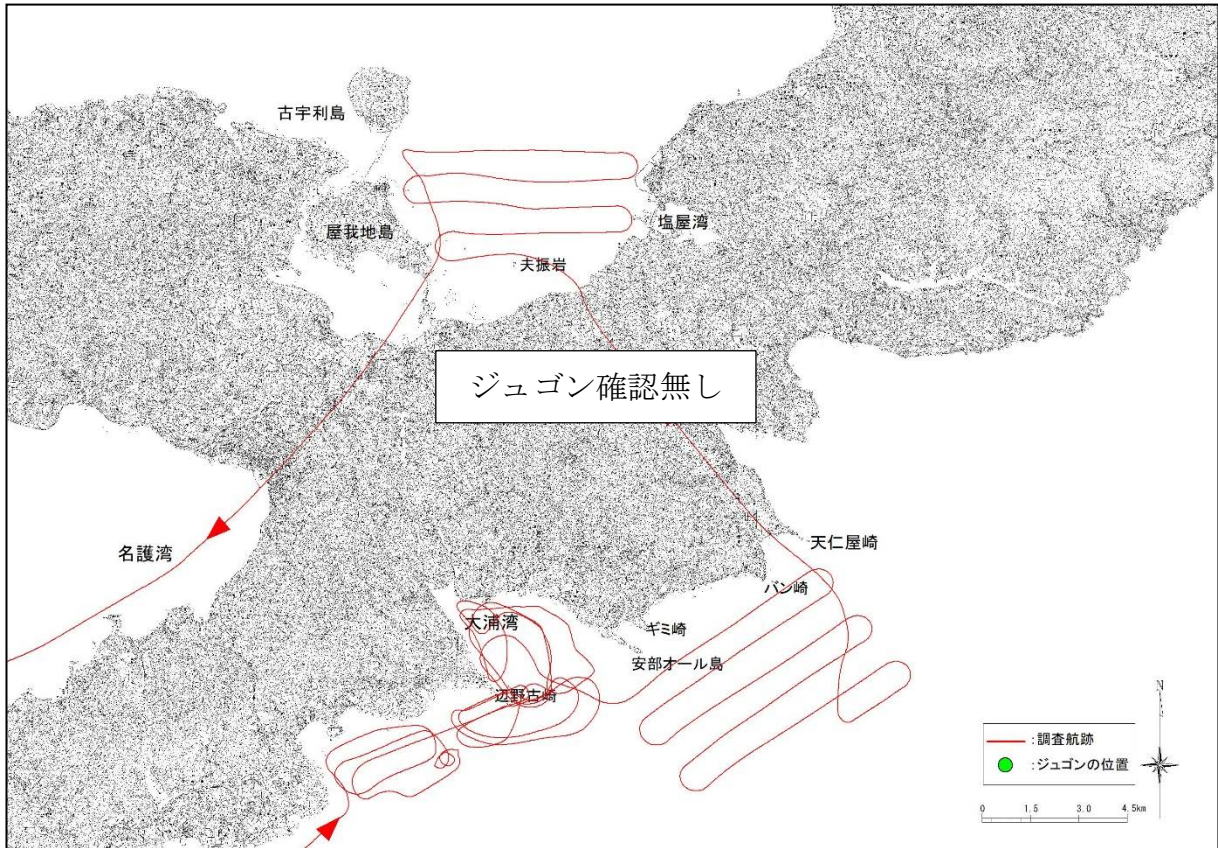 古宇利島
屋我地島
塩屋湾
夫振岩
ジュゴン確認無し
名護湾
天仁屋崎
バン崎
大浦湾
ギミ崎
安部オール島
辺野古崎
N
:調査航跡
:ジュゴンの位置
0 1.5 3.0 4.5km